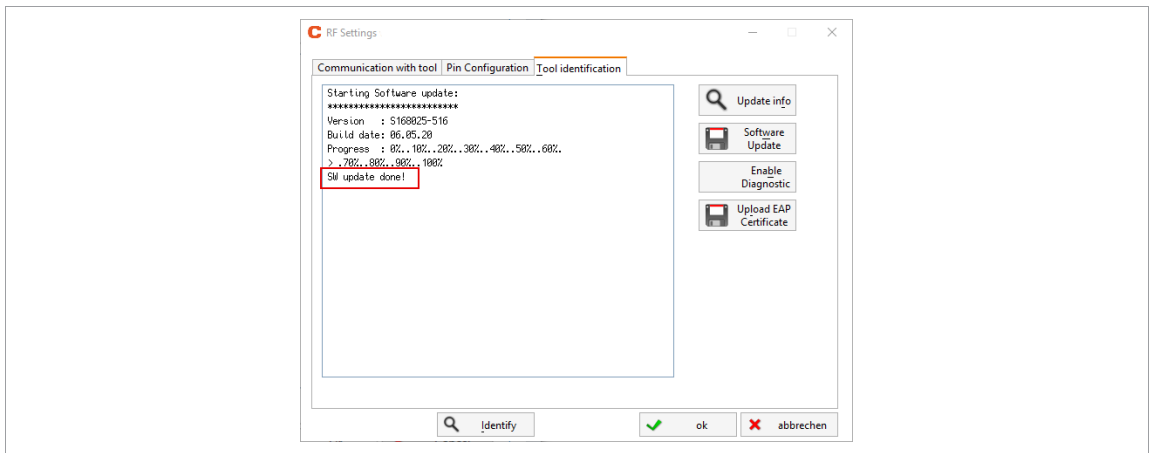 C RF Settings
Communication with tool Pin Configuration Tool identification
Starting Software update:
*************************
Version : S168025-516
Build date: 06.05.20
Progress : 0%..10%..20%..30%..40%..50%..60%.
> .70%..80%..90%..100%
SW update done!
Update info
Software
Update
Enable
Diagnostic
Upload EAP
Certificate
Identify
ok
abbrechen